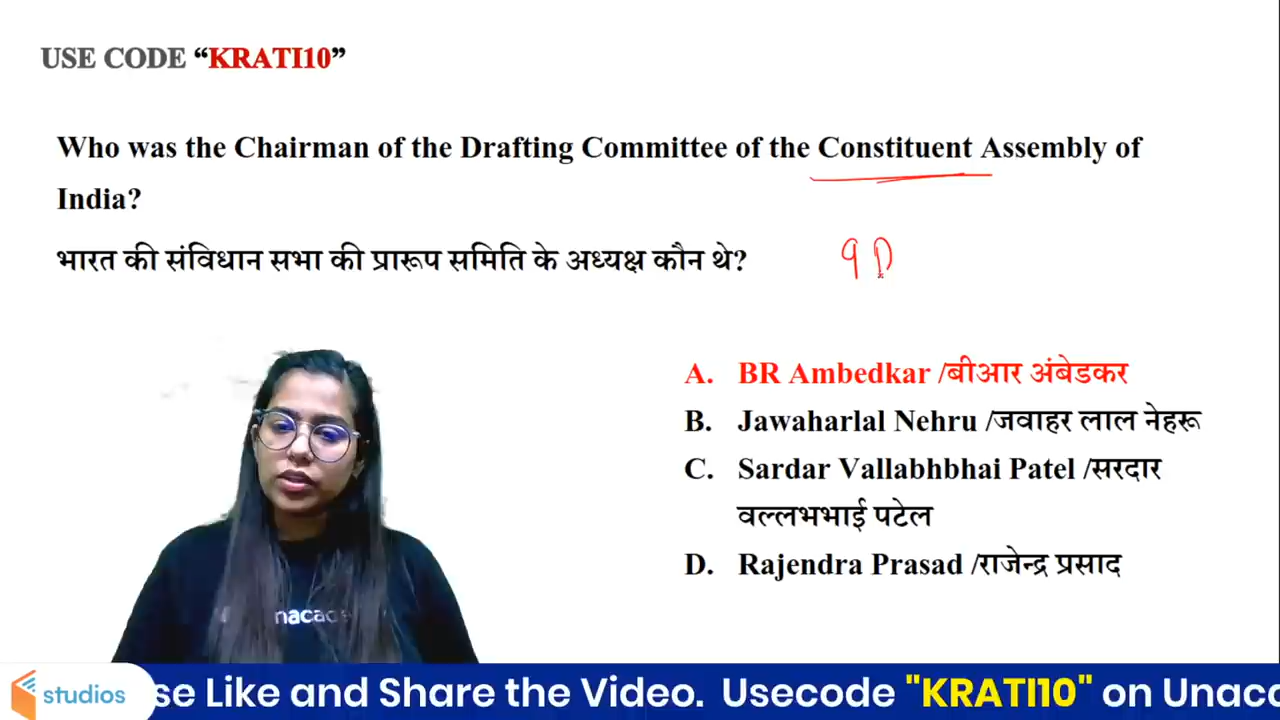 USE CODE “KRATI10”
Who was the Chairman of the Drafting Committee of the Constituent Assembly of
India?
भारत की संविधान सभा की प्रारूप समिति के अध्यक्ष कौन थे?
A. BR Ambedkar /बीआर अंबेडकर
B. Jawaharlal Nehru /जवाहर लाल नेहरू
C. Sardar Vallabhbhai Patel /सरदार
वल्लभभाई पटेल
D. Rajendra Prasad /राजेन्द्र प्रसाद
nacad
studios
se Like and Share the Video. Usecode "KRATI10" on Unaca